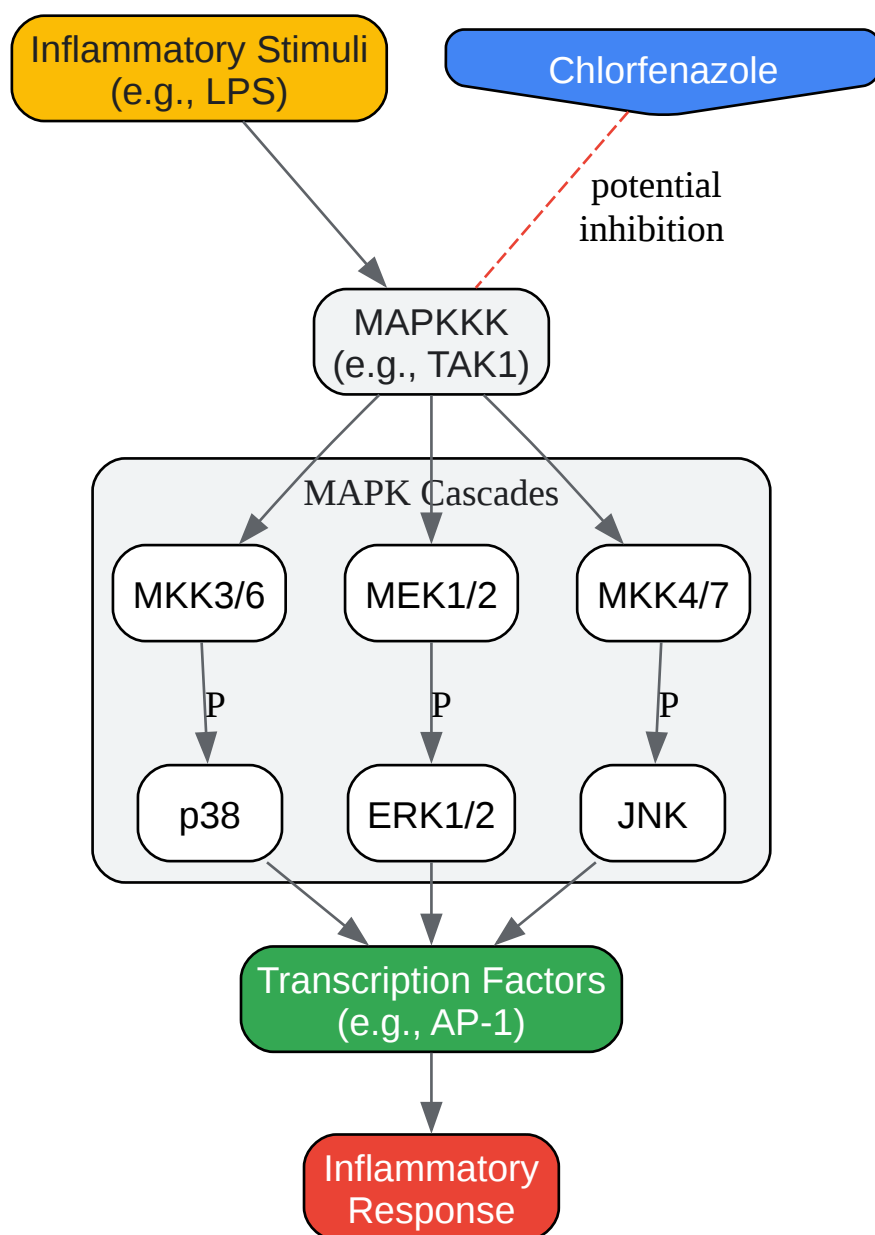 Inflammatory Stimuli
(e.g., LPS)
Chlorfenazole
potential
inhibition
MAPKKK
(e.g., TAK1)
MAPK Cascades
MKK3/6
MEK1/2
MKK4/7
P
P
P
p38
ERK1/2
JNK
Transcription Factors
(e.g., AP-1)
Inflammatory
Response